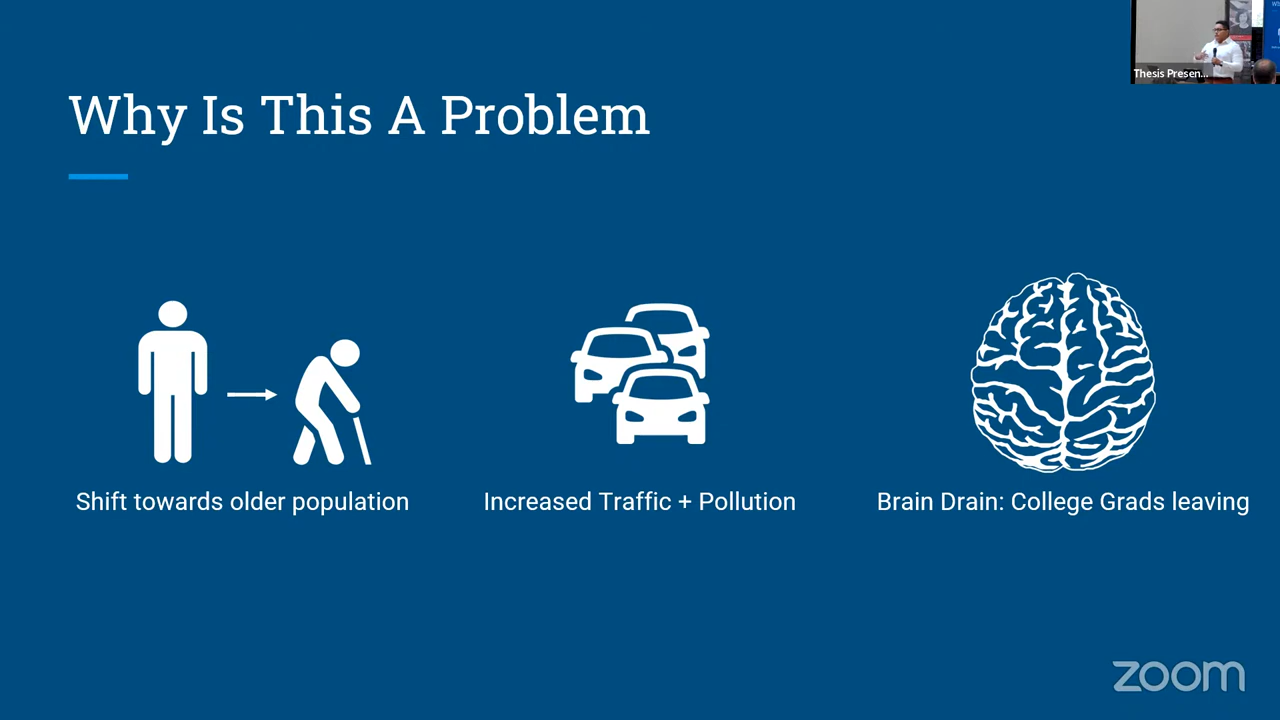 Why Is This A Problem
Thesis Presen...
Shift towards older population
Increased Traffic + Pollution
Brain Drain: College Grads leaving
zoom